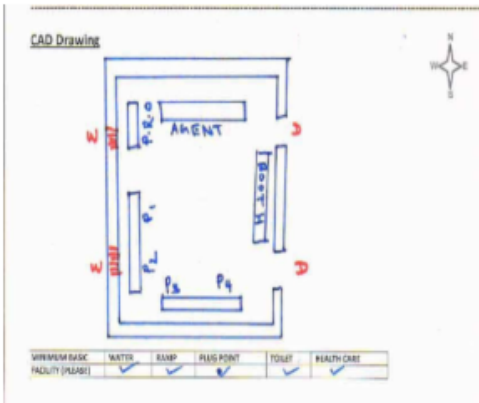 CAD Drawing
N
W E
S
P.R.O
AGENT
W
D
BOOTH
P1
P2
W
D
P3 P4
MINIMUM BASIC FACILITY (PLEASE) WATER RAMP PLUG POINT TOILET HEALTH CARE